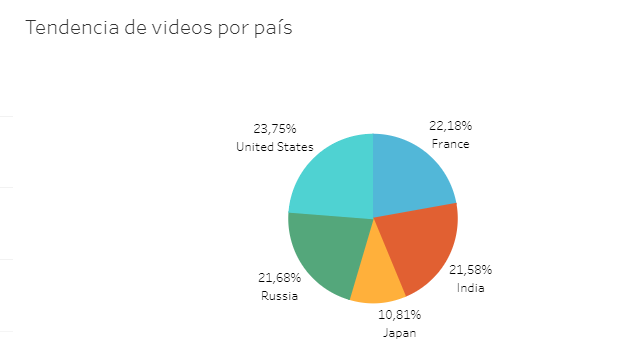 Tendencia de videos por país
23,75%
United States
22,18%
France
21,58%
India
21,68%
Russia
10,81%
Japan